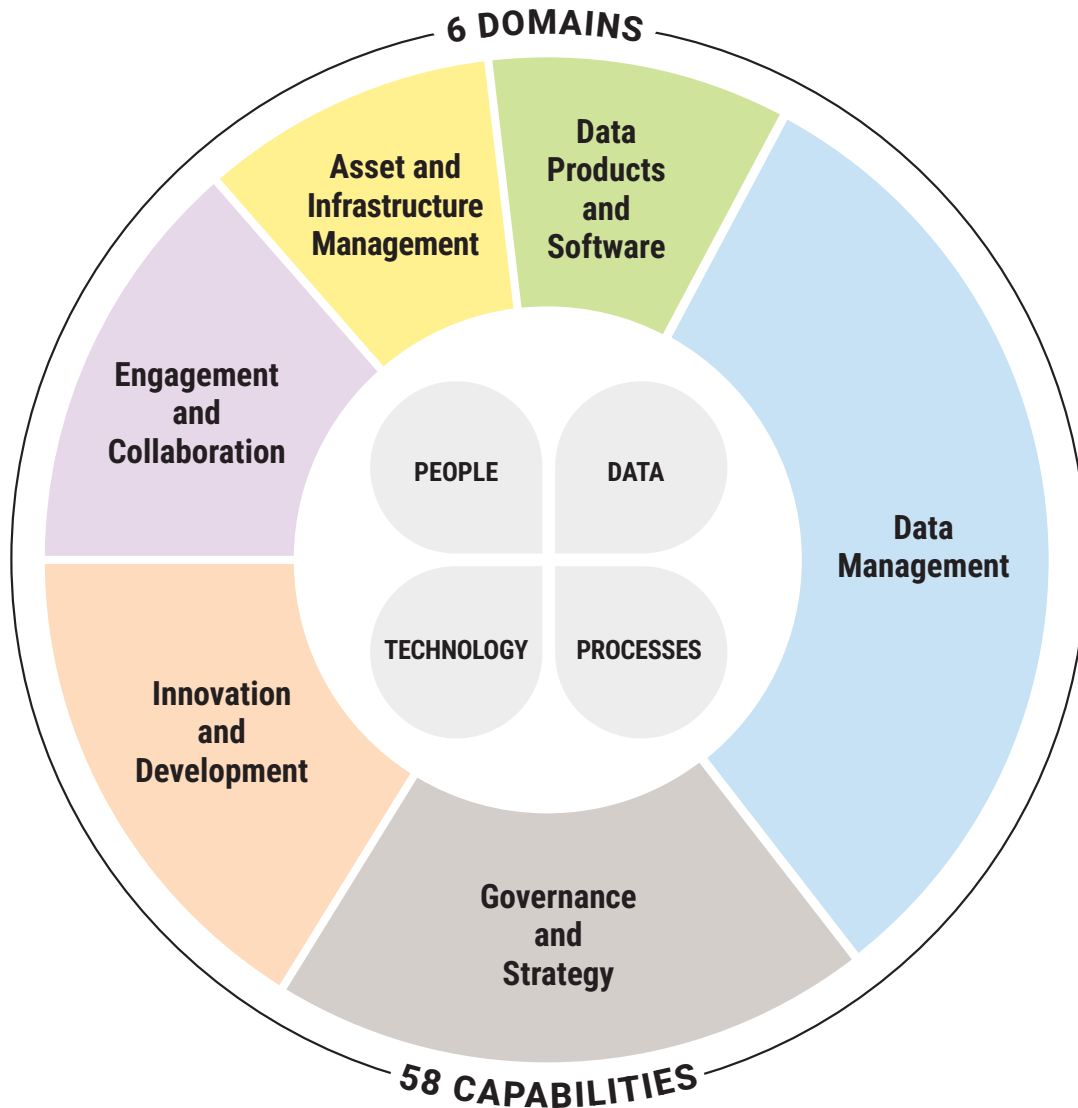 6 DOMAINS
Data
Products
and
Software
Asset and
Infrastructure
Management
Engagement
and
Collaboration
PEOPLE
DATA
Data
Management
TECHNOLOGY
PROCESSES
Innovation
and
Development
Governance
and
Strategy
58 CAPABILITIES